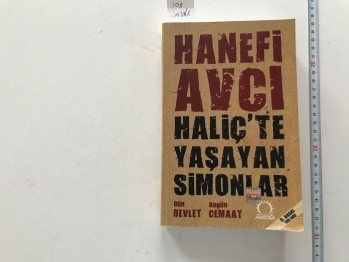 HANEFİ
AVCI
HALİÇ'TE
YAŞAYAN
SİMONLAR
Dün Bugün
DEVLET CEMAAT